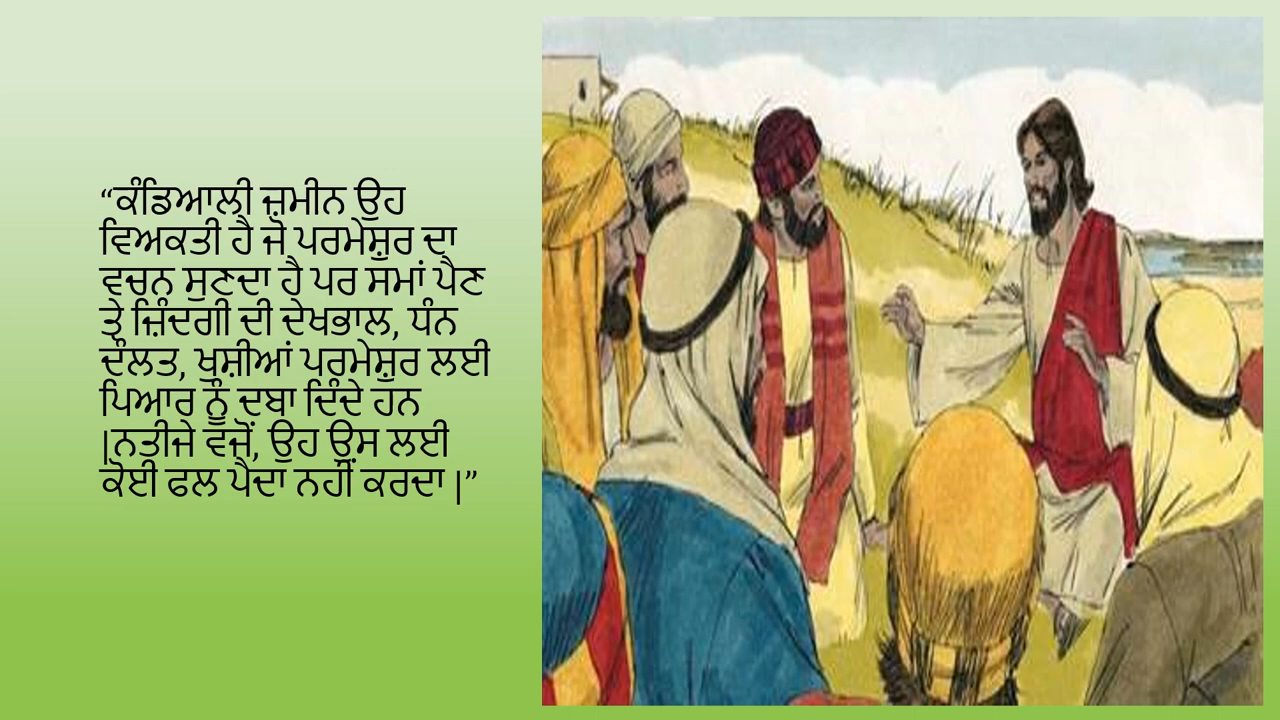 “ਕੰਡਿਆਲੀ ਜ਼ਮੀਨ ਉਹ
ਵਿਅਕਤੀ ਹੈ ਜੋ ਪਰਮੇਸ਼ੁਰ ਦਾ
ਵਚਨ ਸੁਣਦਾ ਹੈ ਪਰ ਸਮਾਂ ਪੈਣ
ਤੇ ਜ਼ਿੰਦਗੀ ਦੀ ਦੇਖਭਾਲ, ਧੰਨ
ਦੌਲਤ, ਖੁਸ਼ੀਆਂ ਪਰਮੇਸ਼ੁਰ ਲਈ
ਪਿਆਰ ਨੂੰ ਦਬਾ ਦਿੰਦੇ ਹਨ
|ਨਤੀਜੇ ਵਜੋਂ, ਉਹ ਉਸ ਲਈ
ਕੋਈ ਫਲ ਪੈਦਾ ਨਹੀਂ ਕਰਦਾ |”